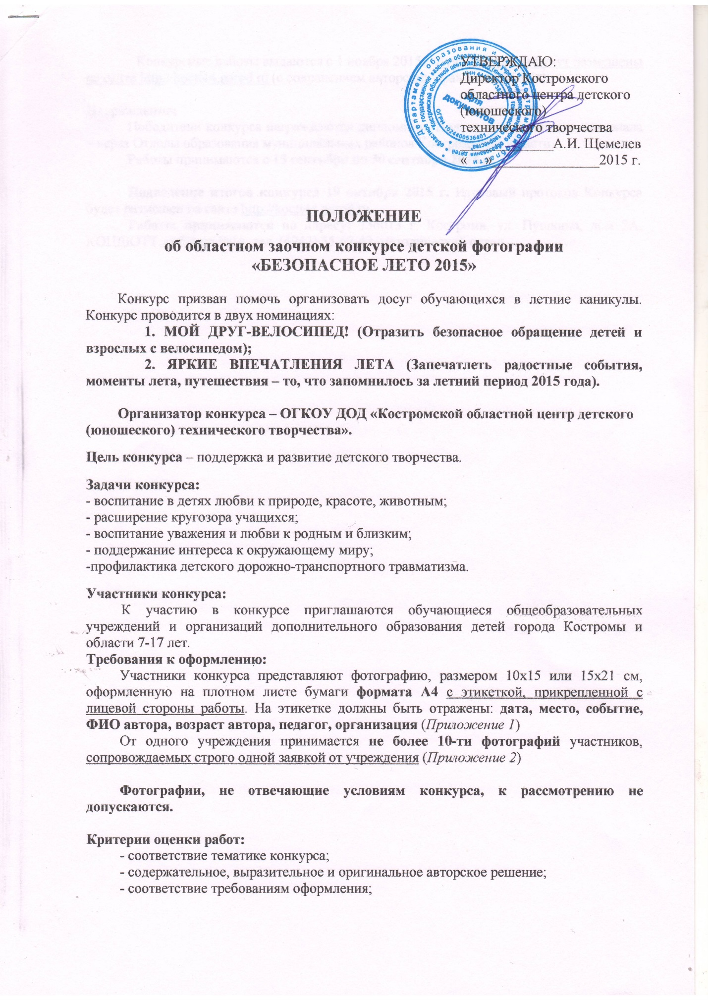 УТВЕРЖДАЮ:
Директор Костромского
областного центра детского
(юношеского)
технического творчества
______________А.И. Щемелев
«     »________________2015 г.
Для
документов
ОГРН 1024400536401
ПОЛОЖЕНИЕ
об областном заочном конкурсе детской фотографии
«БЕЗОПАСНОЕ ЛЕТО 2015»
Конкурс призван помочь организовать досуг обучающихся в летние каникулы.
Конкурс проводится в двух номинациях:
1. МОЙ ДРУГ-ВЕЛОСИПЕД! (Отразить безопасное обращение детей и
взрослых с велосипедом);
2. ЯРКИЕ ВПЕЧАТЛЕНИЯ ЛЕТА (Запечатлеть радостные события,
моменты лета, путешествия – то, что запомнилось за летний период 2015 года).
Организатор конкурса – ОГКОУ ДОД «Костромской областной центр детского
(юношеского) технического творчества».
Цель конкурса – поддержка и развитие детского творчества.
Задачи конкурса:
- воспитание в детях любви к природе, красоте, животным;
- расширение кругозора учащихся;
- воспитание уважения и любви к родным и близким;
- поддержание интереса к окружающему миру;
-профилактика детского дорожно-транспортного травматизма.
Участники конкурса:
К участию в конкурсе приглашаются обучающиеся общеобразовательных
учреждений и организаций дополнительного образования детей города Костромы и
области 7-17 лет.
Требования к оформлению:
Участники конкурса представляют фотографию, размером 10х15 или 15х21 см,
оформленную на плотном листе бумаги формата А4 с этикеткой, прикрепленной с
лицевой стороны работы. На этикетке должны быть отражены: дата, место, событие,
ФИО автора, возраст автора, педагог, организация (Приложение 1)
От одного учреждения принимается не более 10-ти фотографий участников,
сопровождаемых строго одной заявкой от учреждения (Приложение 2)
Фотографии, не отвечающие условиям конкурса, к рассмотрению не
допускаются.
Критерии оценки работ:
- соответствие тематике конкурса;
- содержательное, выразительное и оригинальное авторское решение;
- соответствие требованиям оформления;